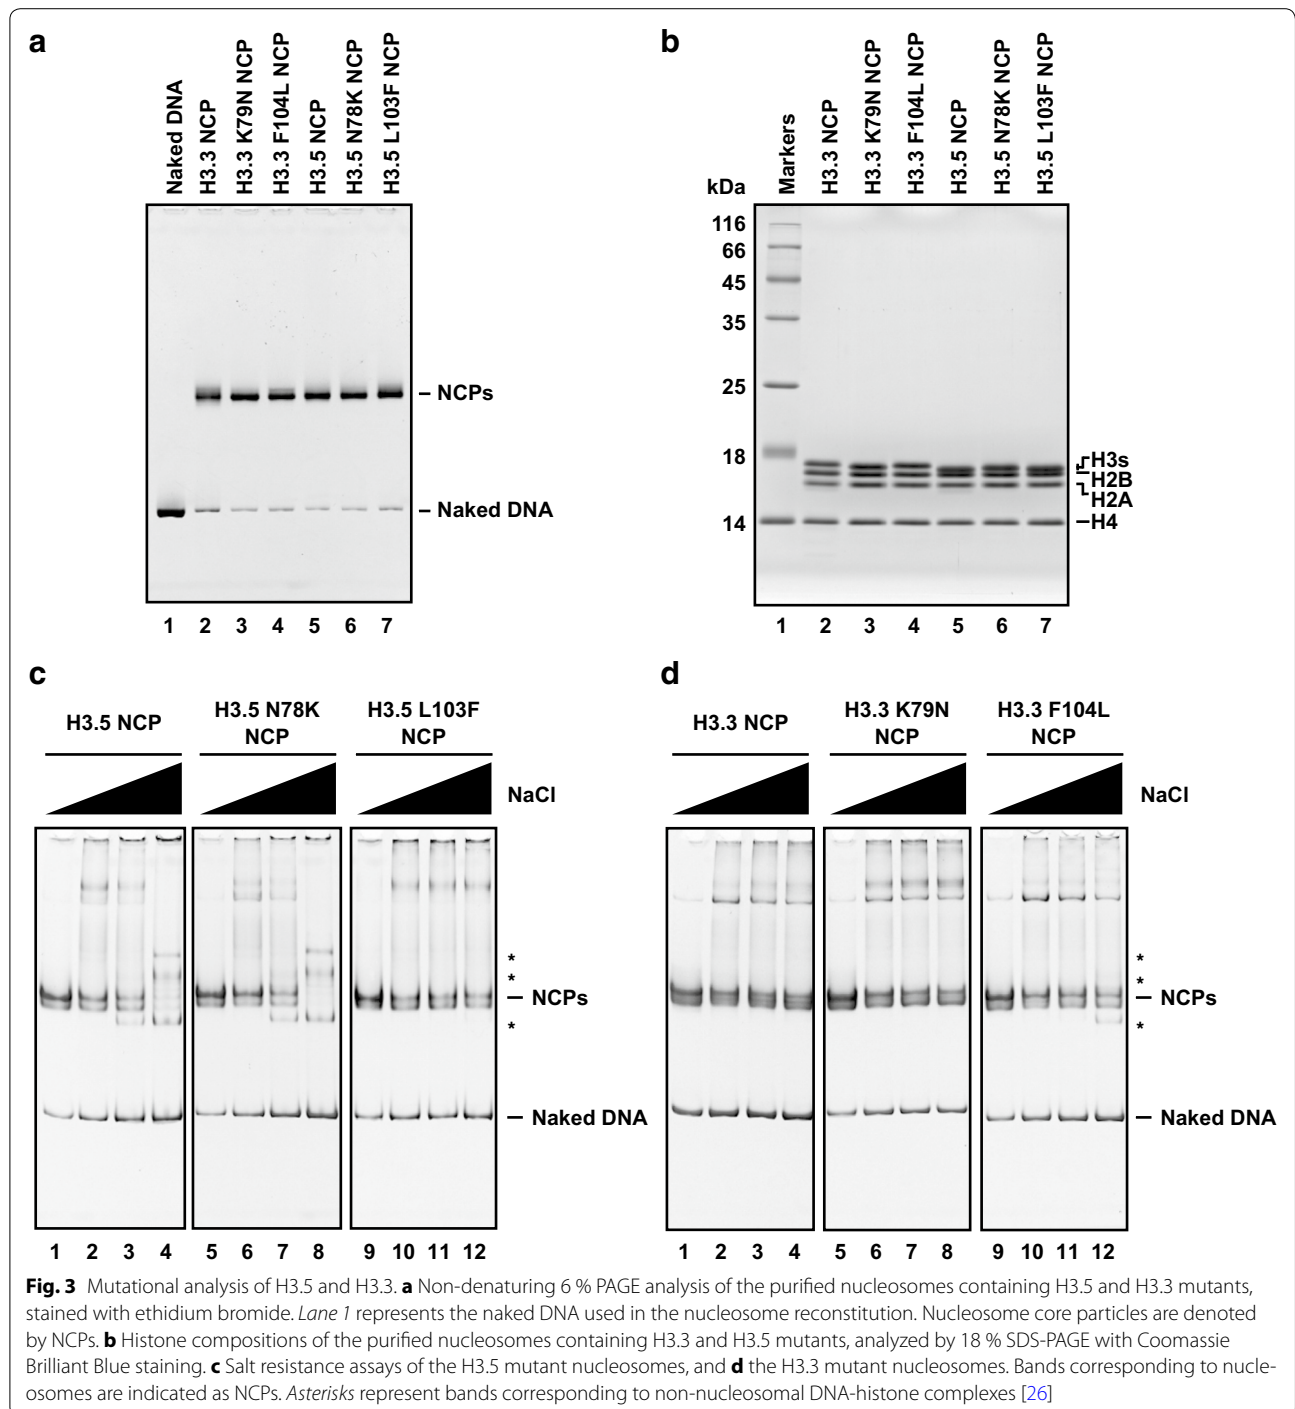 a
Naked DNA
H3.3 NCP
H3.3 K79N NCP
H3.3 F104L NCP
H3.5 NCP
H3.5 N78K NCP
H3.5 L103F NCP
– NCPs
– Naked DNA
1 2 3 4 5 6 7
b
Markers
H3.3 NCP
H3.3 K79N NCP
H3.3 F104L NCP
H3.5 NCP
H3.5 N78K NCP
H3.5 L103F NCP
kDa
116
66
45
35
25
18
14
H3s
H2B
H2A
H4
1 2 3 4 5 6 7
c
H3.5 NCP
H3.5 N78K
NCP
H3.5 L103F
NCP
NaCl
*
*
– NCPs
*
– Naked DNA
1 2 3 4 5 6 7 8 9 10 11 12
d
H3.3 NCP
H3.3 K79N
NCP
H3.3 F104L
NCP
NaCl
*
*
– NCPs
*
– Naked DNA
1 2 3 4 5 6 7 8 9 10 11 12
Fig. 3 Mutational analysis of H3.5 and H3.3. a Non-denaturing 6 % PAGE analysis of the purified nucleosomes containing H3.5 and H3.3 mutants,
stained with ethidium bromide. Lane 1 represents the naked DNA used in the nucleosome reconstitution. Nucleosome core particles are denoted
by NCPs. b Histone compositions of the purified nucleosomes containing H3.3 and H3.5 mutants, analyzed by 18 % SDS-PAGE with Coomassie
Brilliant Blue staining. c Salt resistance assays of the H3.5 mutant nucleosomes, and d the H3.3 mutant nucleosomes. Bands corresponding to nucle-
osomes are indicated as NCPs. Asterisks represent bands corresponding to non-nucleosomal DNA-histone complexes [26]